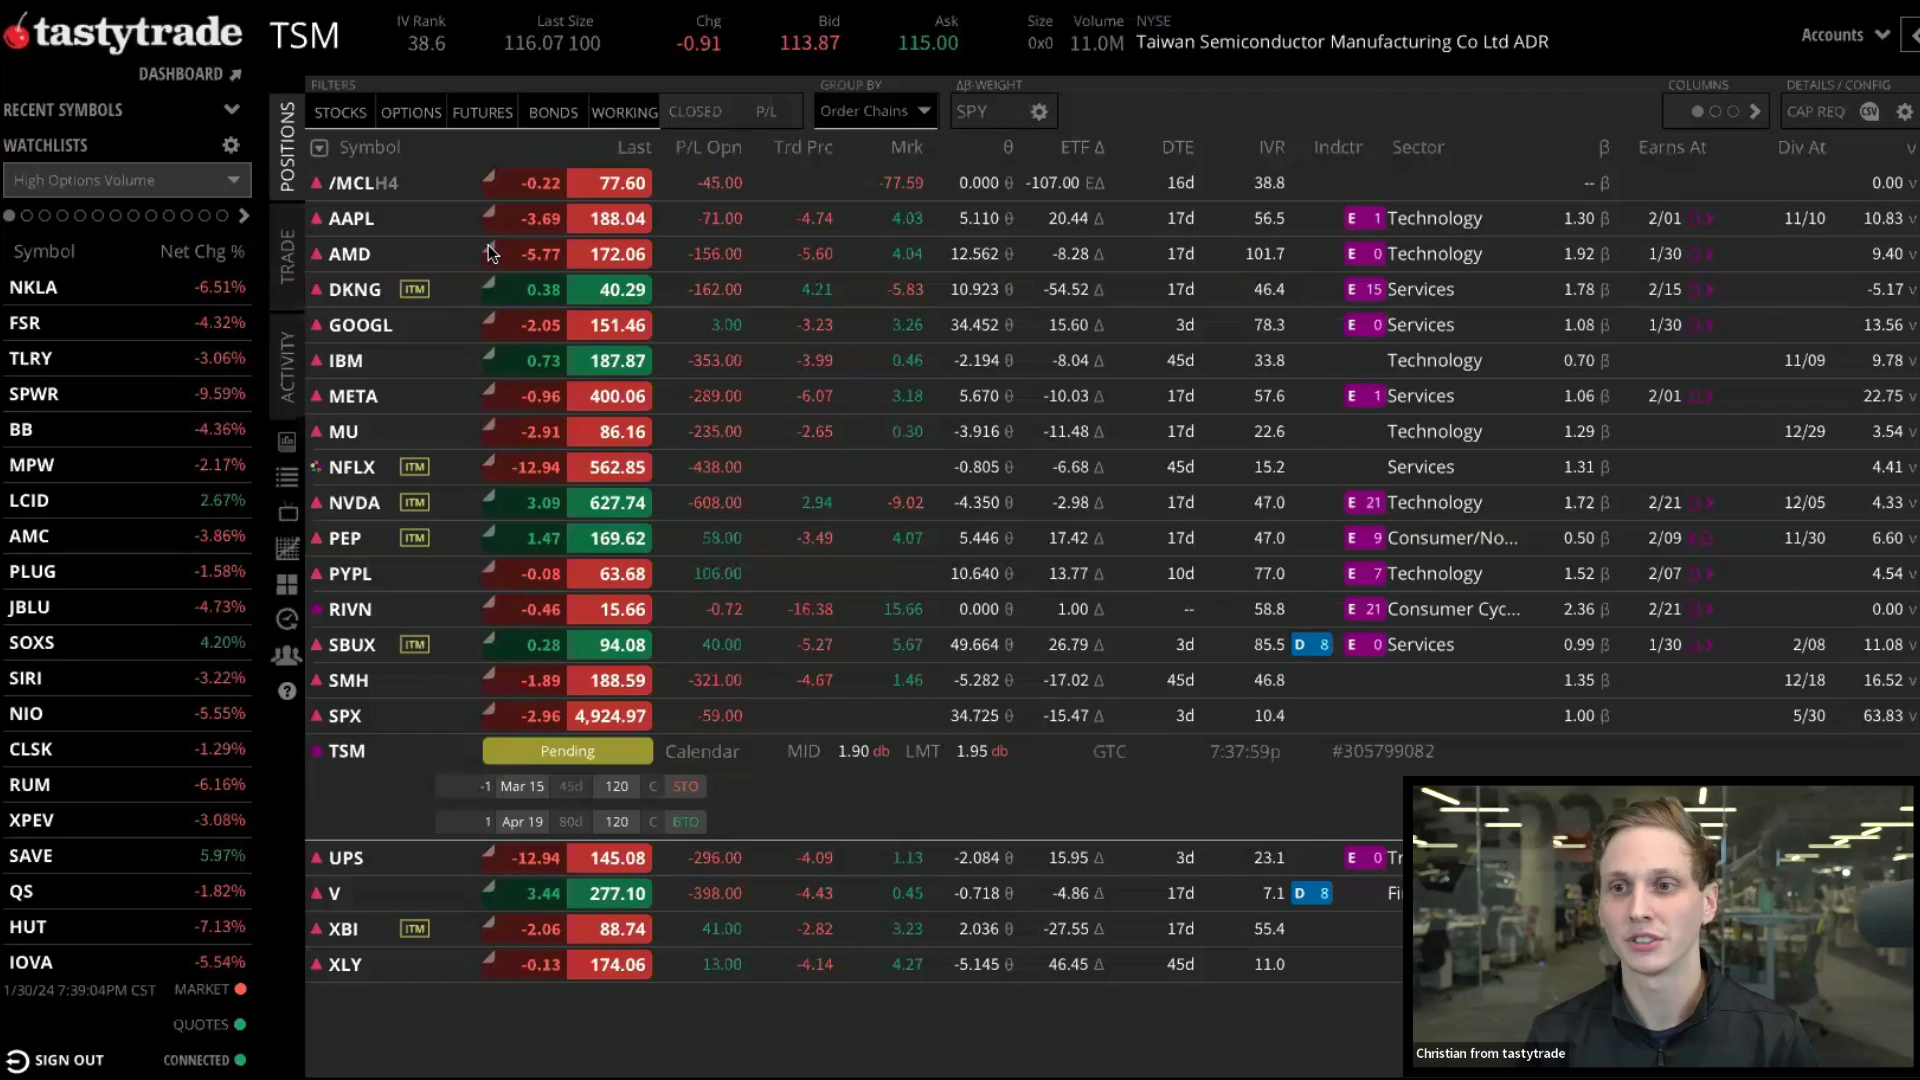 tastytrade
TSM
IV Rank
38.6
Last Size
116.07 100
Chg
-0.91
Bid
113.87
Ask
115.00
Size
0x0
Volume
11.0M
NYSE
Taiwan Semiconductor Manufacturing Co Ltd ADR
Accounts
DASHBOARD
RECENT SYMBOLS
WATCHLISTS
High Options Volume
Symbol Net Chg %
NKLA -6.51%
FSR -4.32%
TLRY -3.06%
SPWR -9.59%
BB -4.36%
MPW -2.17%
LCID 2.67%
AMC -3.86%
PLUG -1.58%
JBLU -4.73%
SOXS 4.20%
SIRI -3.22%
NIO -5.55%
CLSK -1.29%
RUM -6.16%
XPEV -3.08%
SAVE 5.97%
QS -1.82%
HUT -7.13%
IOVA -5.54%
1/30/24 7:39:04PM CST MARKET
QUOTES
SIGN OUT CONNECTED
POSITIONS
TRADE
ACTIVITY
FILTERS GROUP BY Δβ-WEIGHT COLUMNS DETAILS / CONFIG
STOCKS OPTIONS FUTURES BONDS WORKING CLOSED P/L Order Chains SPY CAP REQ CSV
Symbol Last P/L Opn Trd Prc Mrk θ ETF Δ DTE IVR Indctr Sector β Earns At Div At v
/MCLH4 -0.22 77.60 -45.00 -77.59 0.000 θ -107.00 EΔ 16d 38.8 -- β 0.00 v
AAPL -3.69 188.04 -71.00 -4.74 4.03 5.110 θ 20.44 Δ 17d 56.5 E 1 Technology 1.30 β 2/01 11/10 10.83 v
AMD -5.77 172.06 -156.00 -5.60 4.04 12.562 θ -8.28 Δ 17d 101.7 E 0 Technology 1.92 β 1/30 9.40 v
DKNG ITM 0.38 40.29 -162.00 4.21 -5.83 10.923 θ -54.52 Δ 17d 46.4 E 15 Services 1.78 β 2/15 -5.17 v
GOOGL -2.05 151.46 3.00 -3.23 3.26 34.452 θ 15.60 Δ 3d 78.3 E 0 Services 1.08 β 1/30 13.56 v
IBM 0.73 187.87 -353.00 -3.99 0.46 -2.194 θ -8.04 Δ 45d 33.8 Technology 0.70 β 11/09 9.78 v
META -0.96 400.06 -289.00 -6.07 3.18 5.670 θ -10.03 Δ 17d 57.6 E 1 Services 1.06 β 2/01 22.75 v
MU -2.91 86.16 -235.00 -2.65 0.30 -3.916 θ -11.48 Δ 17d 22.6 Technology 1.29 β 12/29 3.54 v
NFLX ITM -12.94 562.85 -438.00 -0.805 θ -6.68 Δ 45d 15.2 Services 1.31 β 4.41 v
NVDA ITM 3.09 627.74 -608.00 2.94 -9.02 -4.350 θ -2.98 Δ 17d 47.0 E 21 Technology 1.72 β 2/21 12/05 4.33 v
PEP ITM 1.47 169.62 58.00 -3.49 4.07 5.446 θ 17.42 Δ 17d 47.0 E 9 Consumer/No... 0.50 β 2/09 11/30 6.60 v
PYPL -0.08 63.68 106.00 10.640 θ 13.77 Δ 10d 77.0 E 7 Technology 1.52 β 2/07 4.54 v
RIVN -0.46 15.66 -0.72 -16.38 15.66 0.000 θ 1.00 Δ -- 58.8 E 21 Consumer Cyc... 2.36 β 2/21 0.00 v
SBUX ITM 0.28 94.08 40.00 -5.27 5.67 49.664 θ 26.79 Δ 3d 85.5 D 8 E 0 Services 0.99 β 1/30 2/08 11.08 v
SMH -1.89 188.59 -321.00 -4.67 1.46 -5.282 θ -17.02 Δ 45d 46.8 1.35 β 12/18 16.52 v
SPX -2.96 4,924.97 -59.00 34.725 θ -15.47 Δ 3d 10.4 1.00 β 5/30 63.83 v
TSM Pending Calendar MID 1.90 db LMT 1.95 db GTC 7:37:59p #305799082
-1 Mar 15 45d 120 C STO
1 Apr 19 80d 120 C BTO
UPS -12.94 145.08 -296.00 -4.09 1.13 -2.084 θ 15.95 Δ 3d 23.1 E 0 Tr
V 3.44 277.10 -398.00 -4.43 0.45 -0.718 θ -4.86 Δ 17d 7.1 D 8 Fi
XBI ITM -2.06 88.74 41.00 -2.82 3.23 2.036 θ -27.55 Δ 17d 55.4
XLY -0.13 174.06 13.00 -4.14 4.27 -5.145 θ 46.45 Δ 45d 11.0
Christian from tastytrade